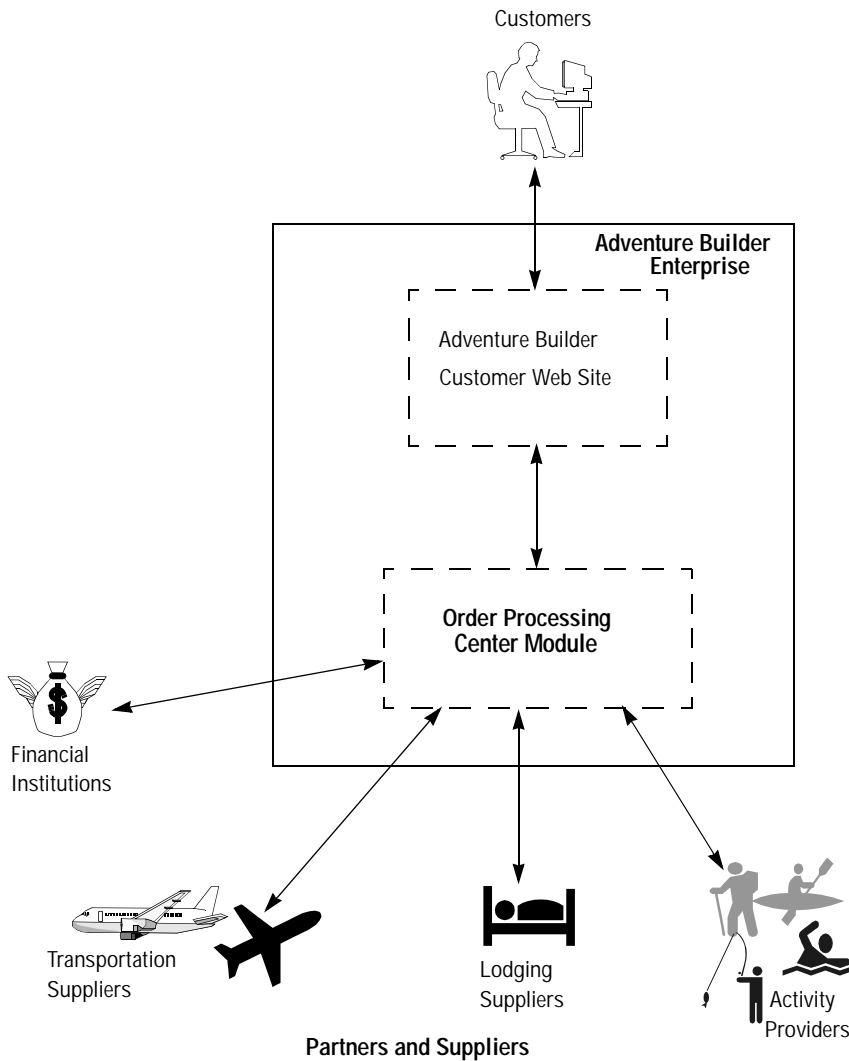 Customers
Adventure Builder
Enterprise
Adventure Builder
Customer Web Site
Order Processing
Center Module
$
Financial
Institutions
Transportation
Suppliers
Lodging
Suppliers
Activity
Providers
Partners and Suppliers